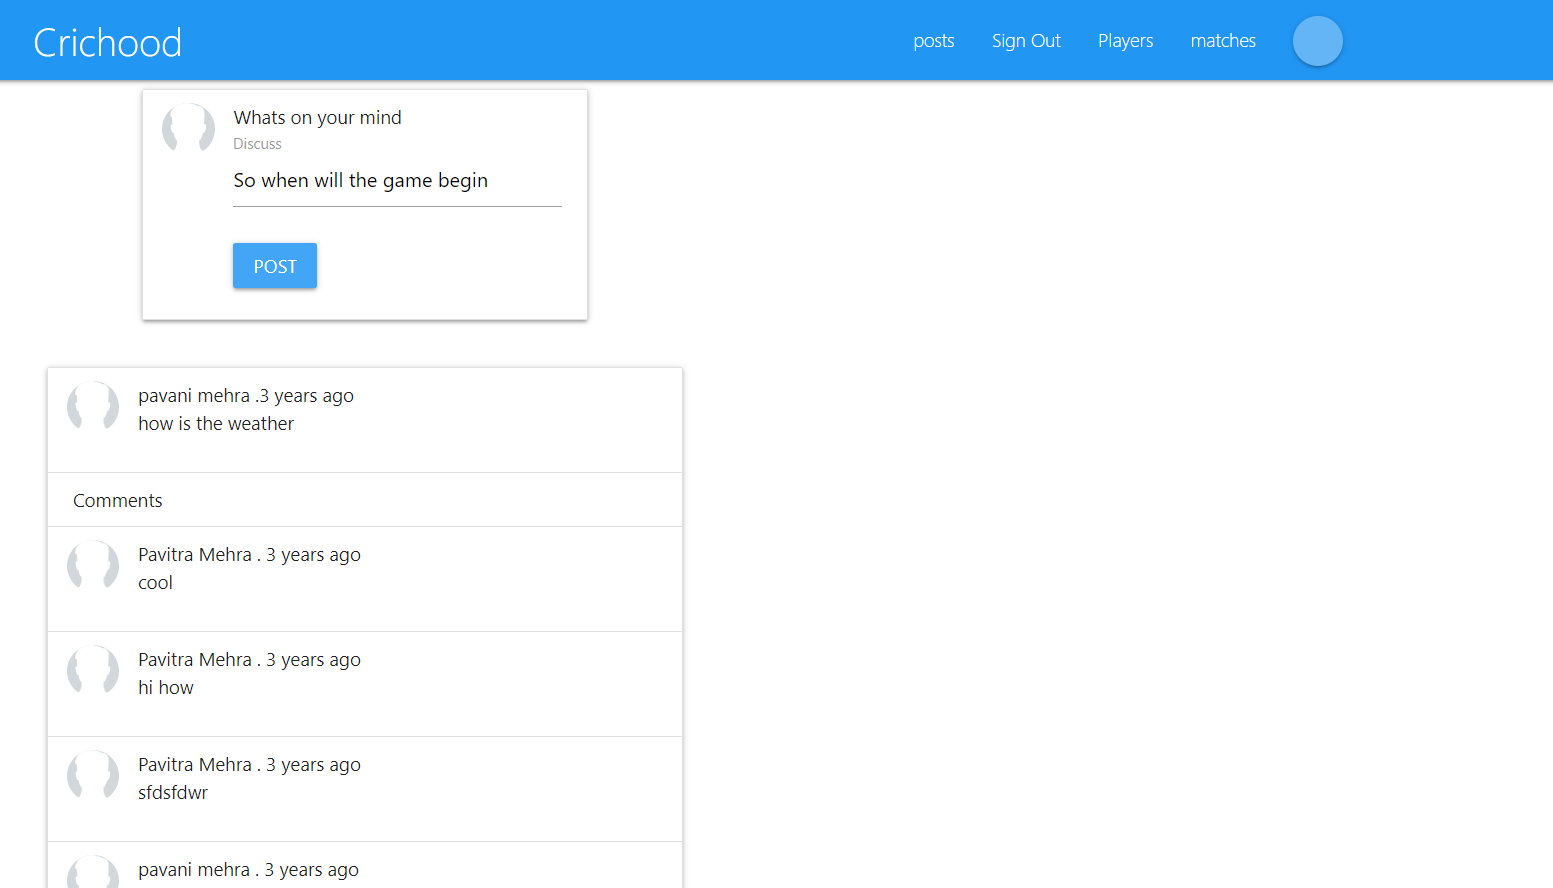 Crichood
posts
Sign Out
Players
matches
Whats on your mind
Discuss
So when will the game begin
POST
pavani mehra .3 years ago
how is the weather
Comments
Pavitra Mehra . 3 years ago
cool
Pavitra Mehra . 3 years ago
hi how
Pavitra Mehra . 3 years ago
sfdsfdwr
pavani mehra . 3 years ago